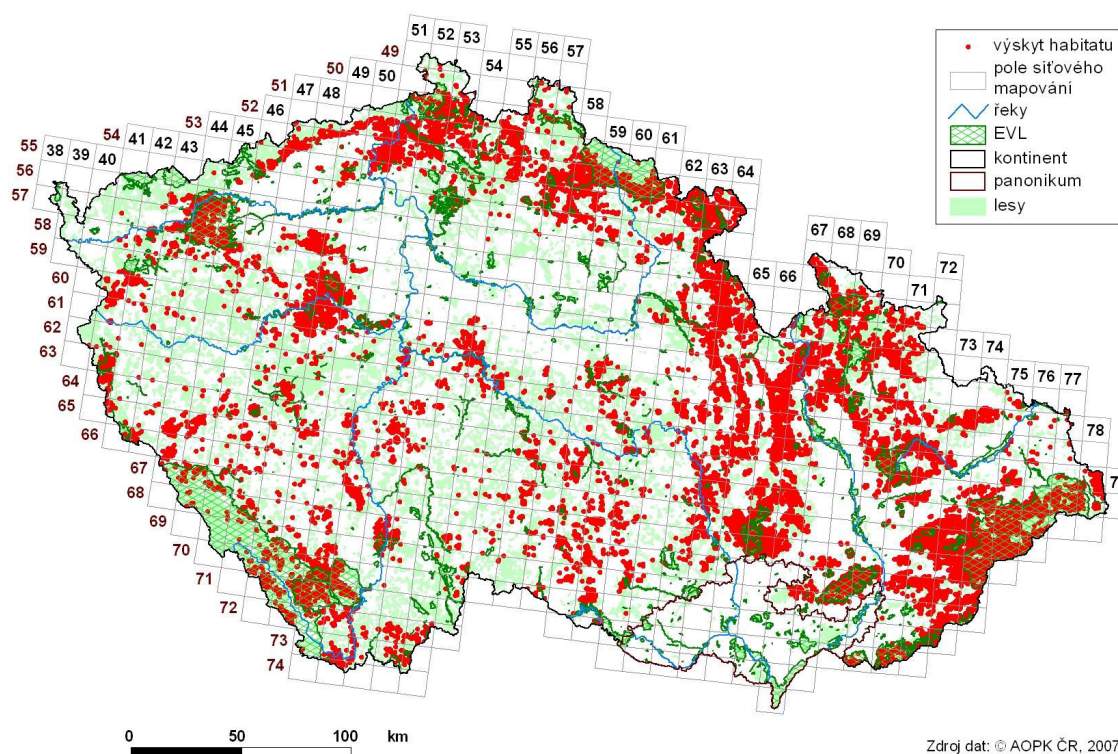 51 52 53
55 56 57
49
54
50 49 50
58
51 47 48
52 46
59 60 61
53 44 45
54 41 42 43
62 63 64
55 38 39 40
56
57
67 68 69
58
70 72
59
65 66 71
60
61
62
73 74
63
75 76 77
64
65
78
66
67
7
68
69
70
71
72
73
74
výskyt habitatu
pole síťového
mapování
řeky
EVL
kontinent
panonikum
lesy
0 50 100 km
Zdroj dat: © AOPK ČR, 2007